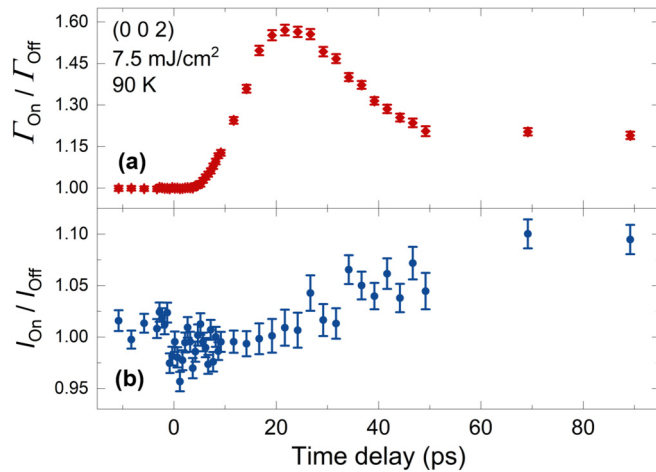 Γ_On / Γ_Off
1.60
1.45
1.30
1.15
1.00
(0 0 2)
7.5 mJ/cm²
90 K
(a)
I_On / I_Off
1.10
1.05
1.00
0.95
(b)
0 20 40 60 80
Time delay (ps)